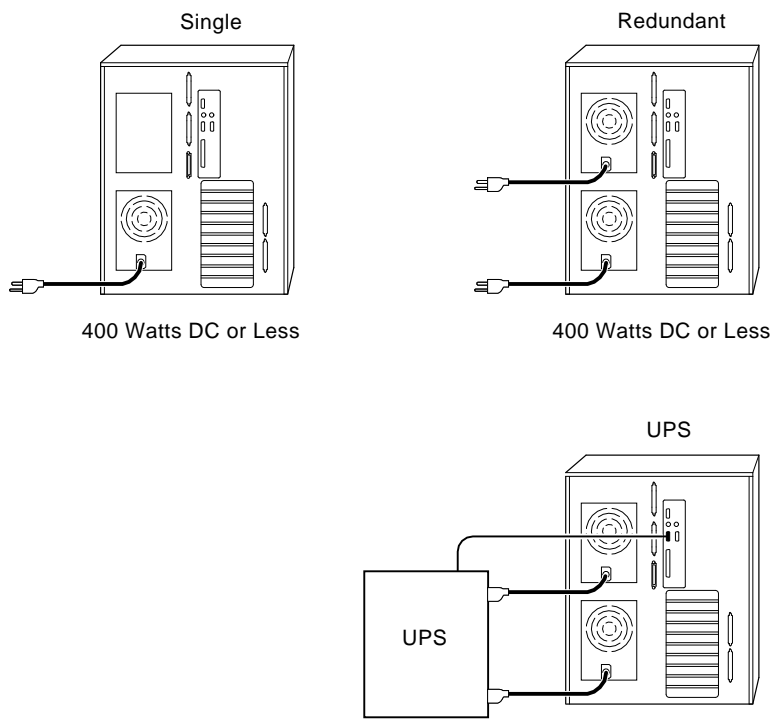 Single
Redundant
400 Watts DC or Less
400 Watts DC or Less
UPS
UPS